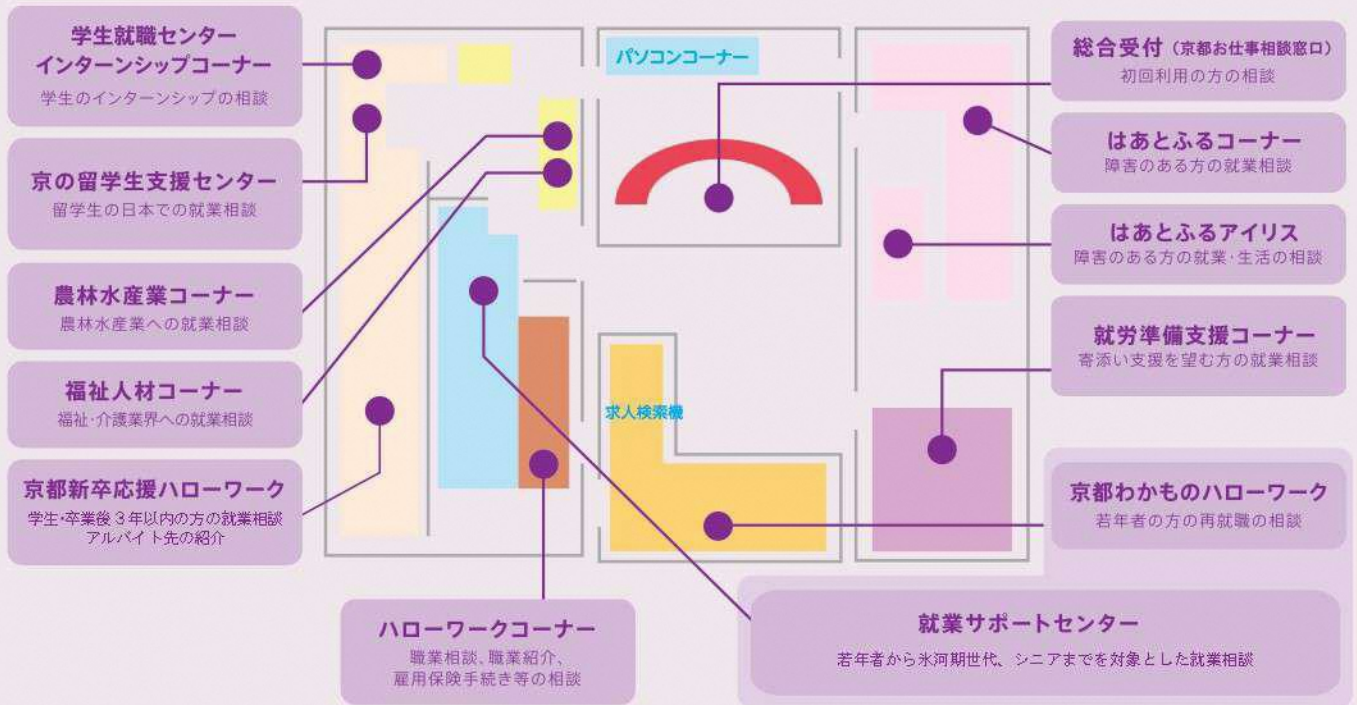 学生就職センター
インターンシップコーナー
学生のインターンシップの相談
京の留学生支援センター
留学生の日本での就業相談
農林水産業コーナー
農林水産業への就業相談
福祉人材コーナー
福祉・介護業界への就業相談
京都新卒応援ハローワーク
学生・卒業後3年以内の方の就業相談
アルバイト先の紹介
パソコンコーナー
求人検索機
総合受付(京都お仕事相談窓口)
初回利用の方の相談
はあとふるコーナー
障害のある方の就業相談
はあとふるアイリス
障害のある方の就業・生活の相談
就労準備支援コーナー
寄添い支援を望む方の就業相談
京都わかものハローワーク
若年者の方の再就職の相談
ハローワークコーナー
職業相談、職業紹介、
雇用保険手続き等の相談
就業サポートセンター
若年者から氷河期世代、シニアまでを対象とした就業相談